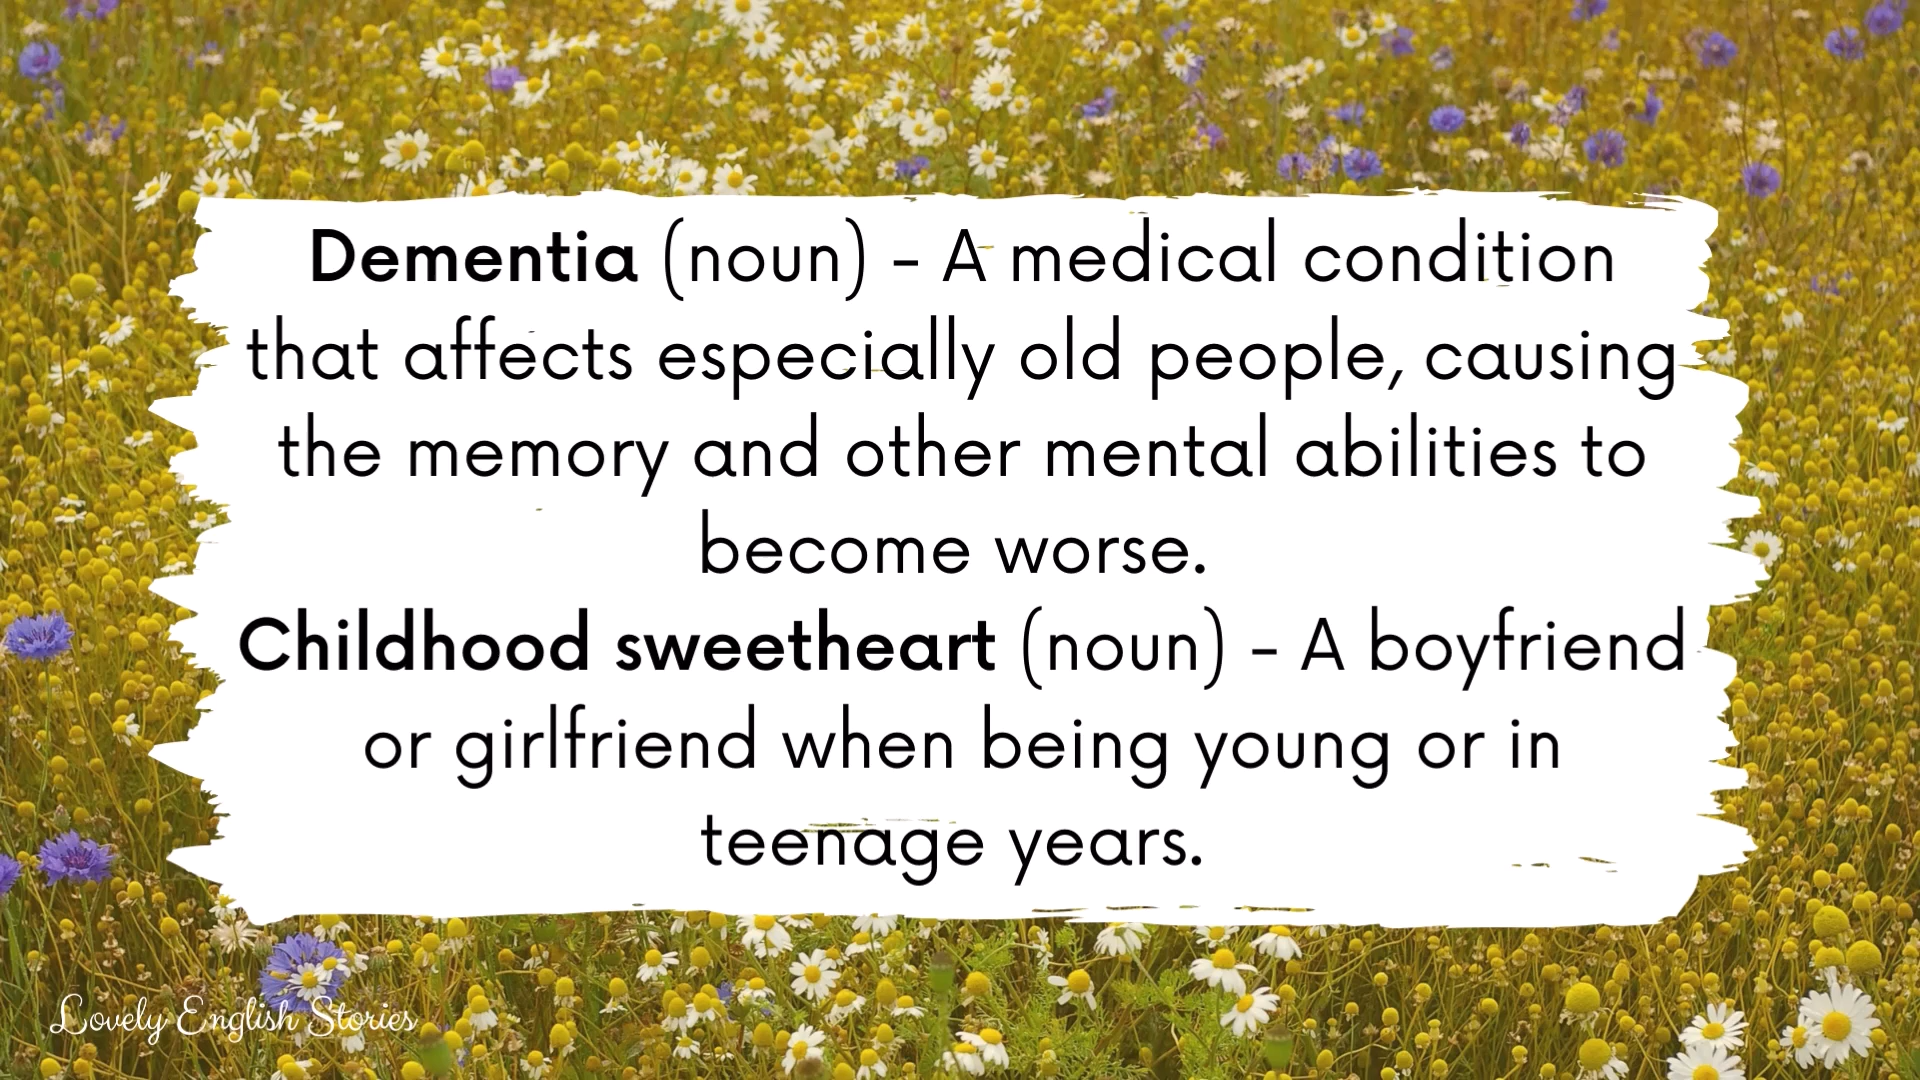 Dementia (noun) - A medical condition
that affects especially old people, causing
the memory and other mental abilities to
become worse.
Childhood sweetheart (noun) - A boyfriend
or girlfriend when being young or in
teenage years.
Lovely English Stories